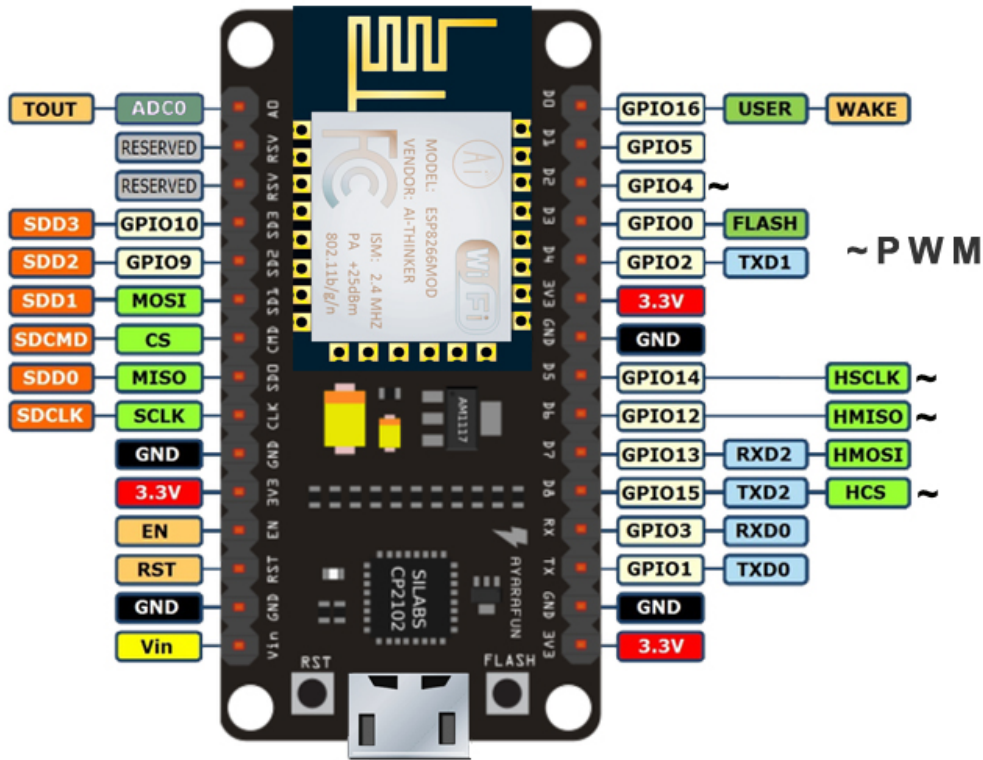 TOUT ADC0 A0 D0 GPIO16 USER WAKE
RESERVED RSV D1 GPIO5
RESERVED RSV D2 GPIO4 ~
SDD3 GPIO10 SD3 D3 GPIO0 FLASH
SDD2 GPIO9 SD2 D4 GPIO2 TXD1
~PWM
SDD1 MOSI SD1 3V3 3.3V
SDCMD CS CMD GND GND
SDD0 MISO SD0 D5 GPIO14 HSCLK ~
SDCLK SCLK CLK D6 GPIO12 HMISO ~
GND GND D7 GPIO13 RXD2 HMOSI
3.3V 3V3 D8 GPIO15 TXD2 HCS ~
EN EN RX GPIO3 RXD0
RST RST TX GPIO1 TXD0
GND GND GND GND
Vin Vin 3V3 3.3V
Ai
MODEL: ESP8266MOD
VENDOR: AI-THINKER
FCC
Wi Fi
ISM: 2.4 MHZ
PA +25dBm
802.11b/g/n
AM1117
SILABS
CP2102
AYARAFUN
RST
FLASH